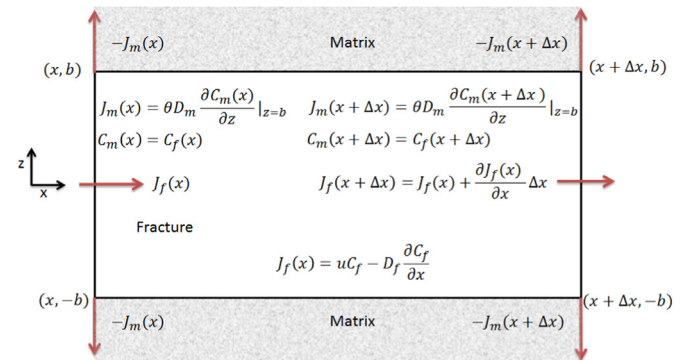 −J_m(x) Matrix −J_m(x + Δx)
(x, b) (x + Δx, b)
J_m(x) = θD_m ∂C_m(x)/∂z |_{z=b} J_m(x + Δx) = θD_m ∂C_m(x + Δx)/∂z |_{z=b}
C_m(x) = C_f(x) C_m(x + Δx) = C_f(x + Δx)
z
x
J_f(x) J_f(x + Δx) = J_f(x) + ∂J_f(x)/∂x Δx
Fracture
J_f(x) = uC_f − D_f ∂C_f/∂x
(x, −b) (x + Δx, −b)
−J_m(x) Matrix −J_m(x + Δx)